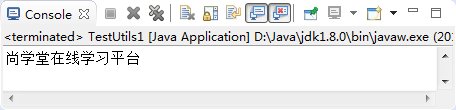 Console
<terminated> TestUtils1 [Java Application] D:\Java\jdk1.8.0\bin\javaw.exe (201
尚学堂在线学习平台